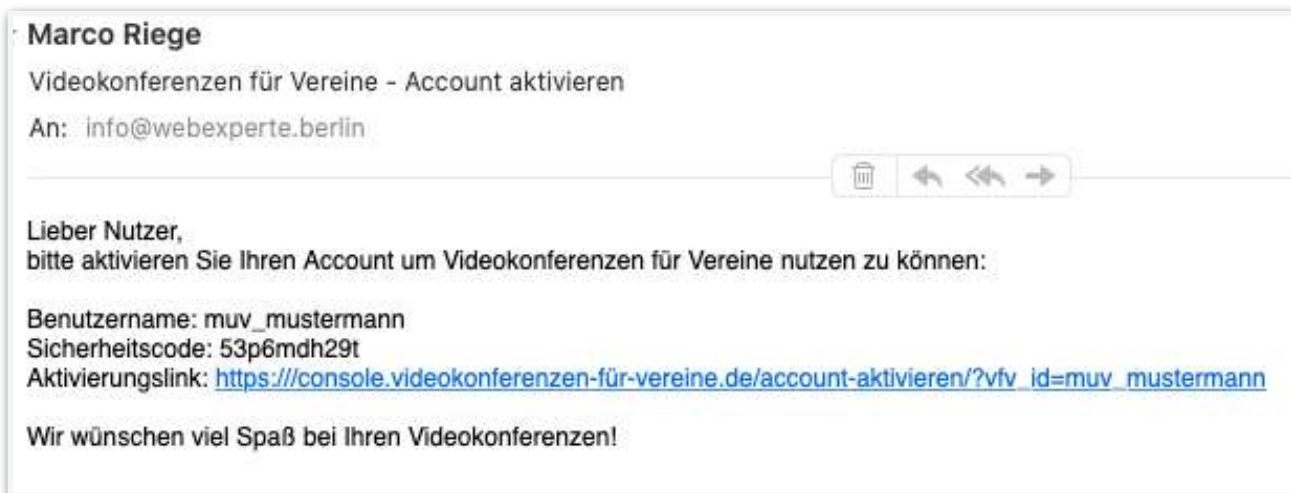 Marco Riege
Videokonferenzen für Vereine - Account aktivieren
An: info@webexperte.berlin
Lieber Nutzer,
bitte aktivieren Sie Ihren Account um Videokonferenzen für Vereine nutzen zu können:
Benutzername: muv_mustermann
Sicherheitscode: 53p6mdh29t
Aktivierungslink: https:///console.videokonferenzen-für-vereine.de/account-aktivieren/?vfv_id=muv_mustermann
Wir wünschen viel Spaß bei Ihren Videokonferenzen!